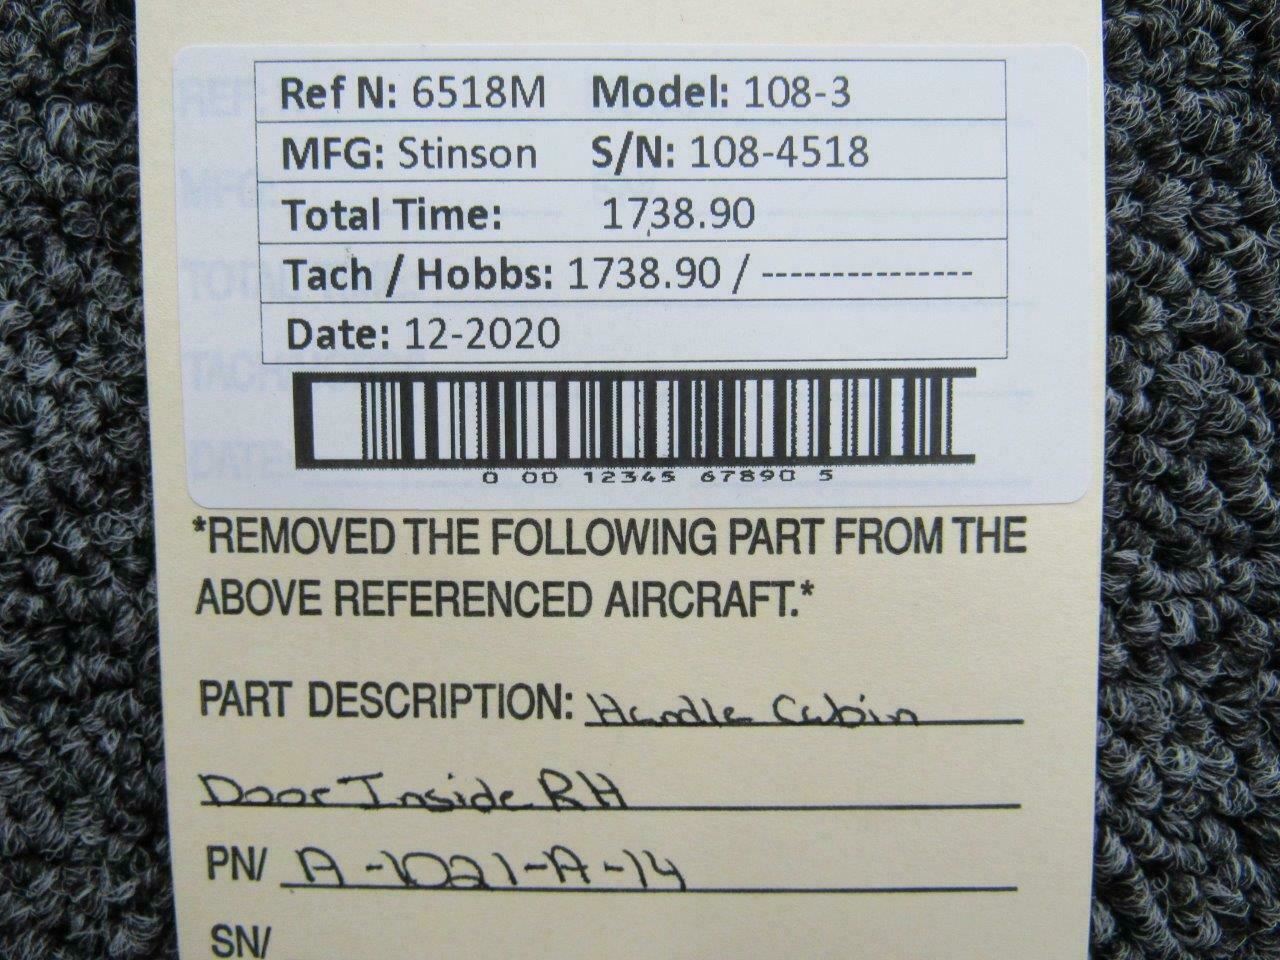 Ref N: 6518M Model: 108-3
MFG: Stinson S/N: 108-4518
Total Time: 1738.90
Tach / Hobbs: 1738.90 / ---------------
Date: 12-2020
0 00 12345 67890 5
*REMOVED THE FOLLOWING PART FROM THE
ABOVE REFERENCED AIRCRAFT.*
PART DESCRIPTION: Handle Cabin
Door Inside RH
PN/ A-1021-A-14
SN/